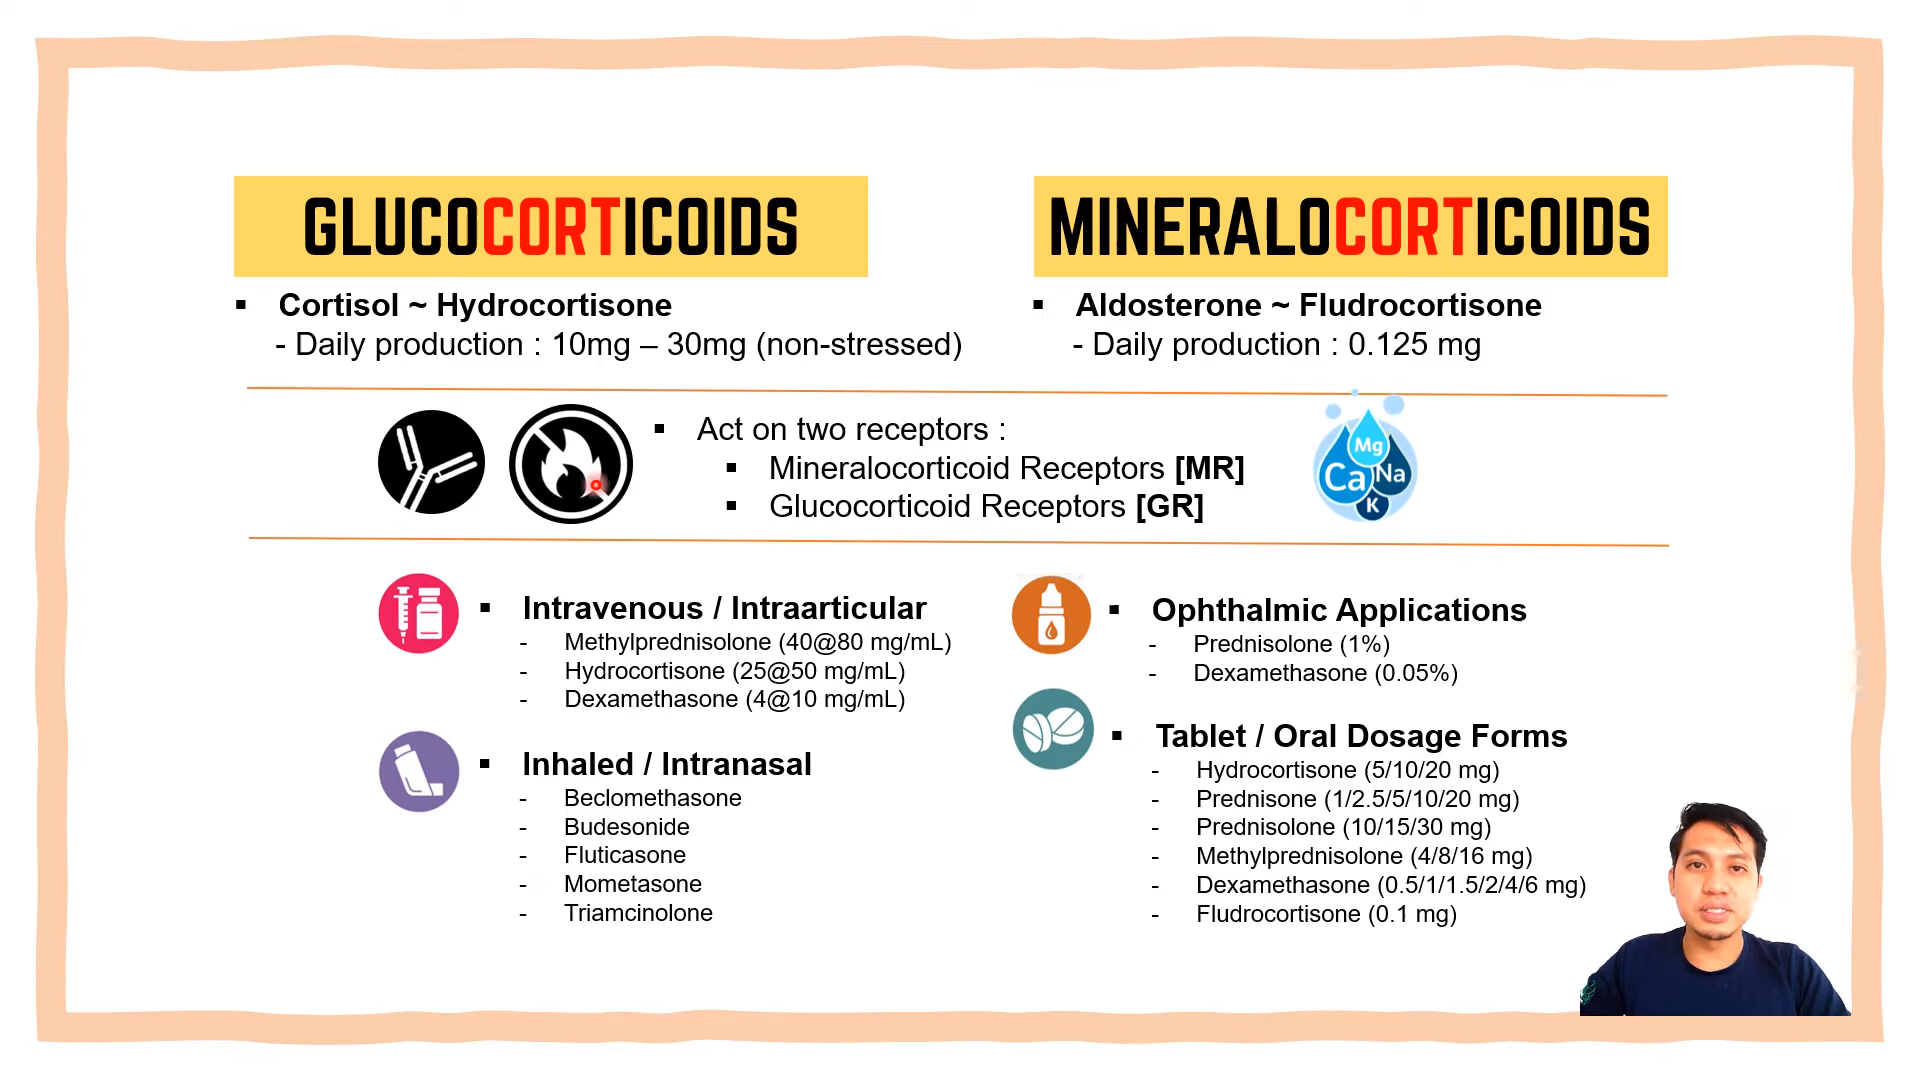 GLUCOCORTICOIDS
▪ Cortisol ~ Hydrocortisone
- Daily production : 10mg – 30mg (non-stressed)
MINERALOCORTICOIDS
▪ Aldosterone ~ Fludrocortisone
- Daily production : 0.125 mg
▪ Act on two receptors :
▪ Mineralocorticoid Receptors [MR]
▪ Glucocorticoid Receptors [GR]
Mg
Ca
Na
K
▪ Intravenous / Intraarticular
- Methylprednisolone (40@80 mg/mL)
- Hydrocortisone (25@50 mg/mL)
- Dexamethasone (4@10 mg/mL)
▪ Inhaled / Intranasal
- Beclomethasone
- Budesonide
- Fluticasone
- Mometasone
- Triamcinolone
▪ Ophthalmic Applications
- Prednisolone (1%)
- Dexamethasone (0.05%)
▪ Tablet / Oral Dosage Forms
- Hydrocortisone (5/10/20 mg)
- Prednisone (1/2.5/5/10/20 mg)
- Prednisolone (10/15/30 mg)
- Methylprednisolone (4/8/16 mg)
- Dexamethasone (0.5/1/1.5/2/4/6 mg)
- Fludrocortisone (0.1 mg)